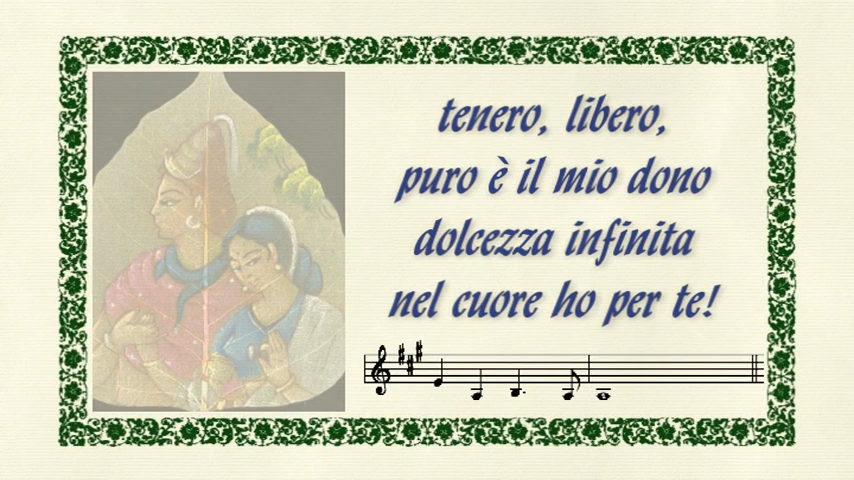 tenero, libero,
puro è il mio dono
dolcezza infinita
nel cuore ho per te!